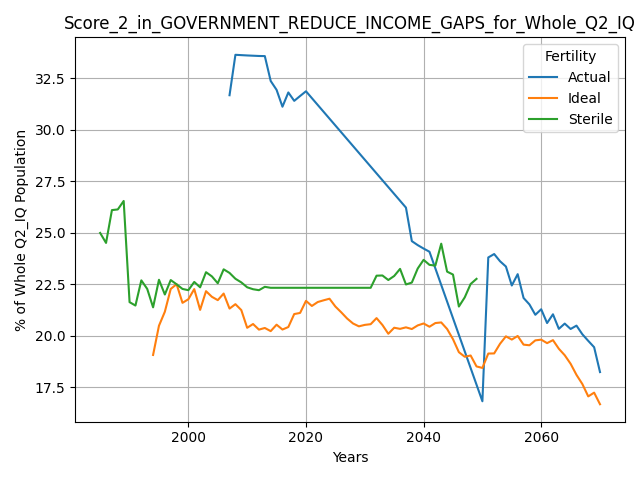 Score_2_in_GOVERNMENT_REDUCE_INCOME_GAPS_for_Whole_Q2_IQ
Fertility
Actual
Ideal
Sterile
% of Whole Q2_IQ Population
32.5
30.0
27.5
25.0
22.5
20.0
17.5
2000
2020
2040
2060
Years